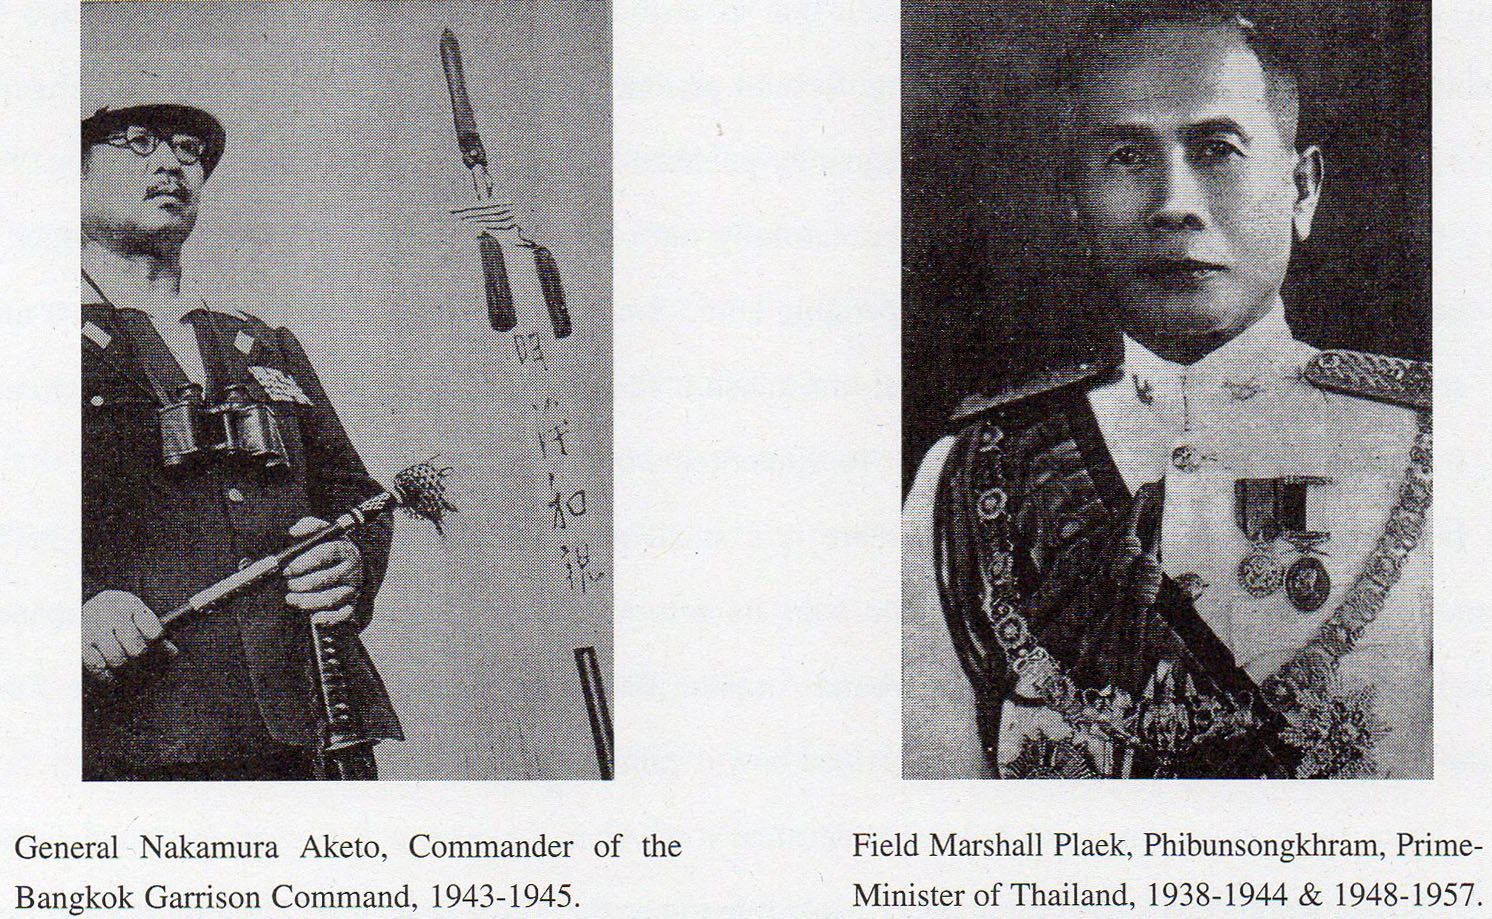 General Nakamura Aketo, Commander of the
Bangkok Garrison Command, 1943-1945.
Field Marshall Plaek, Phibunsongkhram, Prime-
Minister of Thailand, 1938-1944 & 1948-1957.